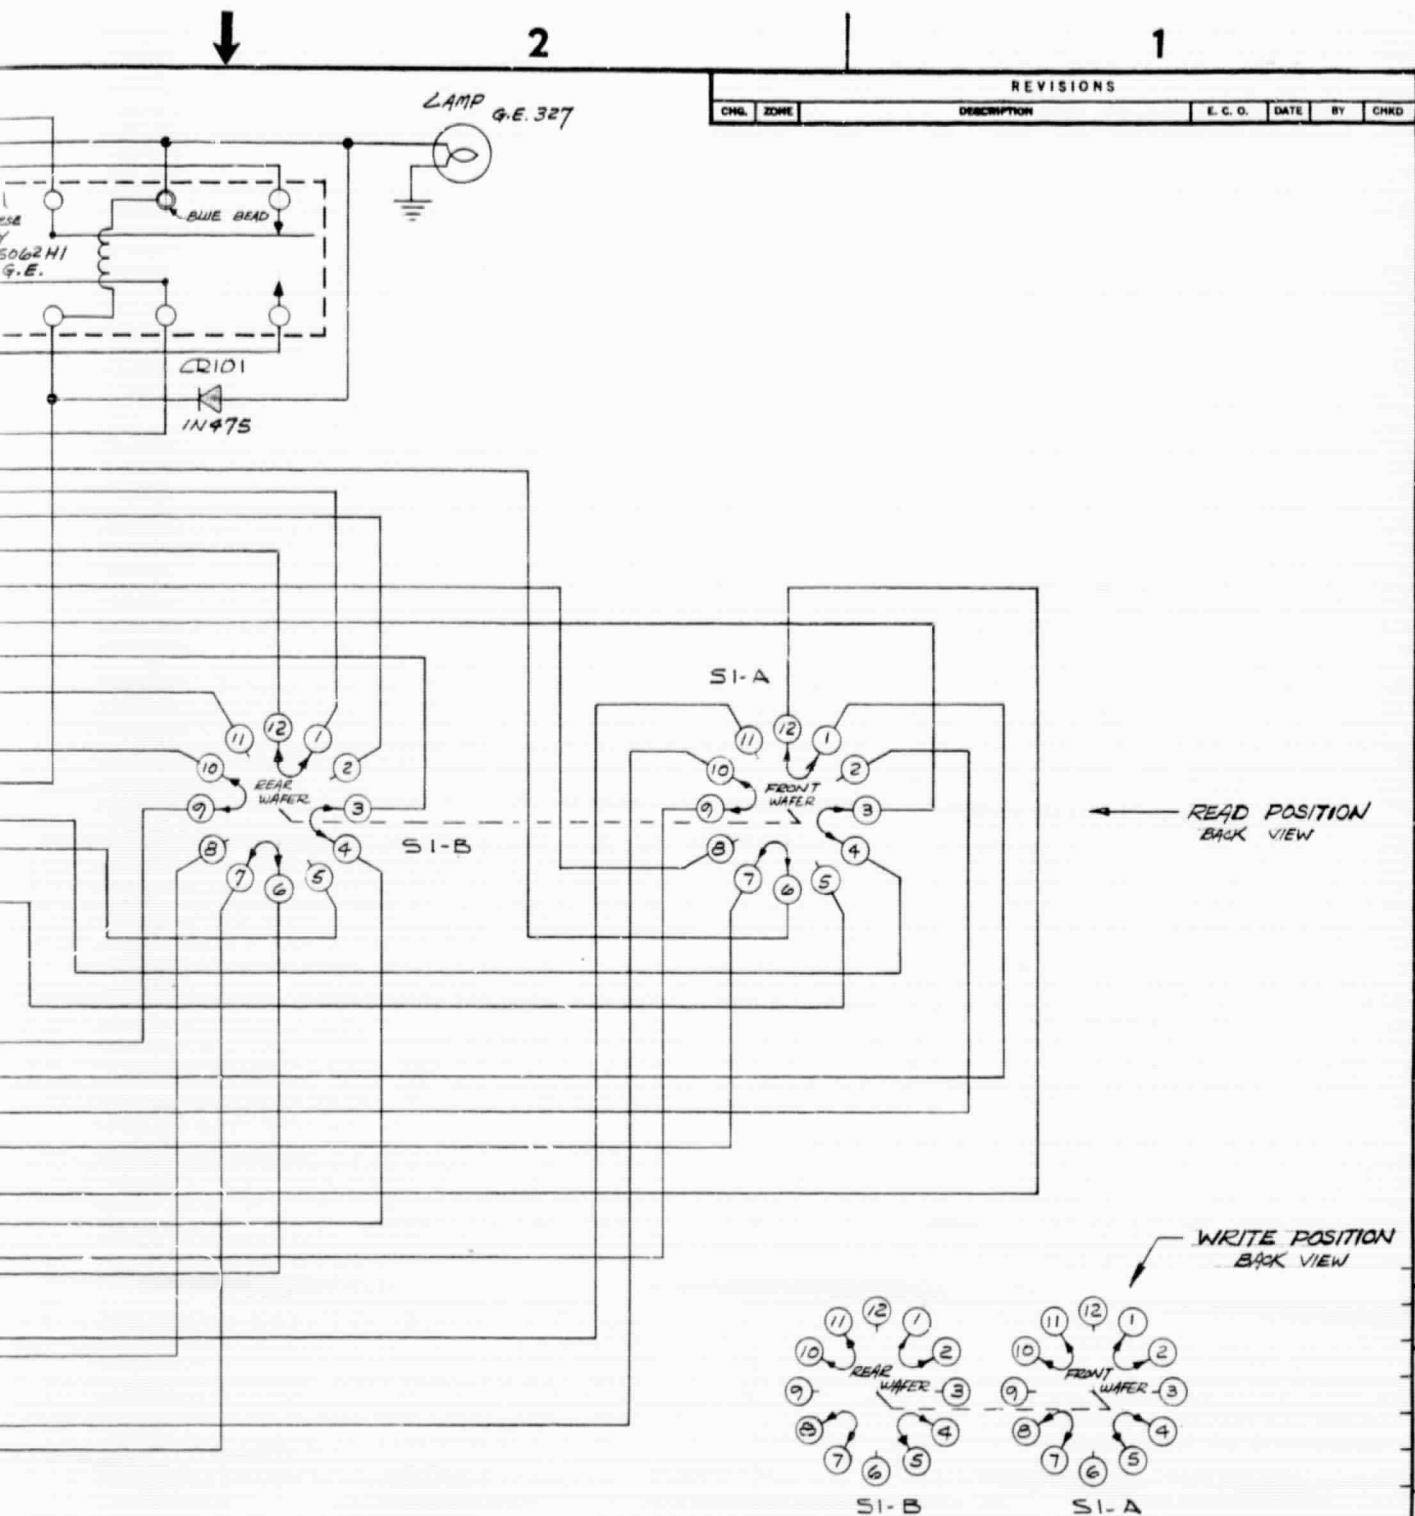 2
1
REVISIONS
CHG. ZONE DESCRIPTION E. C. O. DATE BY CHKD
LAMP G.E. 327
BLUE BEAD
5062H1
G.E.
CR101
1N475
S1-A
11 12 1
10 2
REAR
WAFER
9 3
8 4
7 6 5
S1-B
11 12 1
10 2
FRONT
WAFER
9 3
8 4
7 6 5
READ POSITION
BACK VIEW
WRITE POSITION
BACK VIEW
11 12 1
10 2
REAR
WAFER
9 3
8 4
7 6 5
S1-B
11 12 1
10 2
FRONT
WAFER
9 3
8 4
7 6 5
S1-A